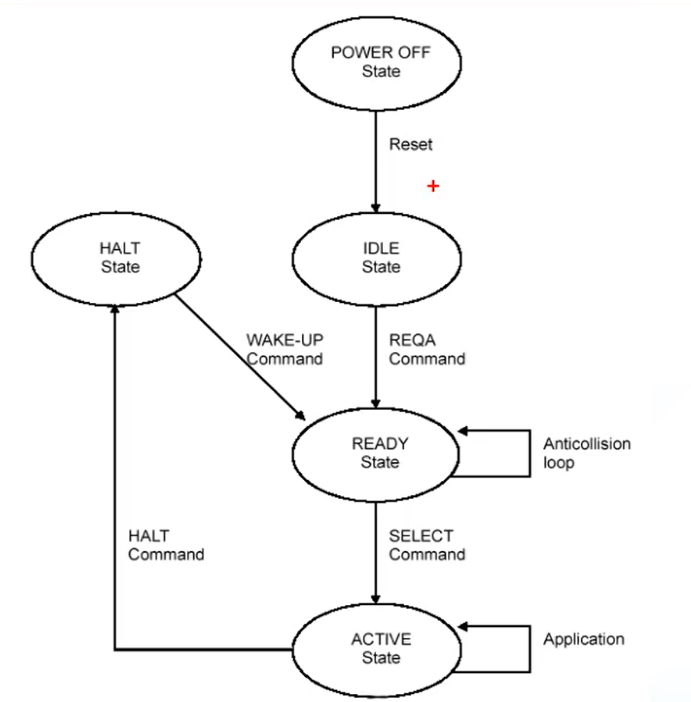 POWER OFF
State
Reset
HALT
State
IDLE
State
WAKE-UP
Command
REQA
Command
READY
State
Anticollision
loop
HALT
Command
SELECT
Command
ACTIVE
State
Application